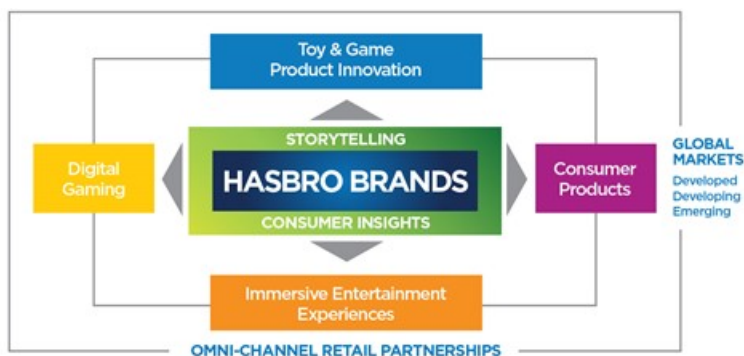 Toy & Game
Product Innovation
STORYTELLING
HASBRO BRANDS
CONSUMER INSIGHTS
Digital
Gaming
Consumer
Products
GLOBAL
MARKETS
Developed
Developing
Emerging
Immersive Entertainment
Experiences
OMNI-CHANNEL RETAIL PARTNERSHIPS